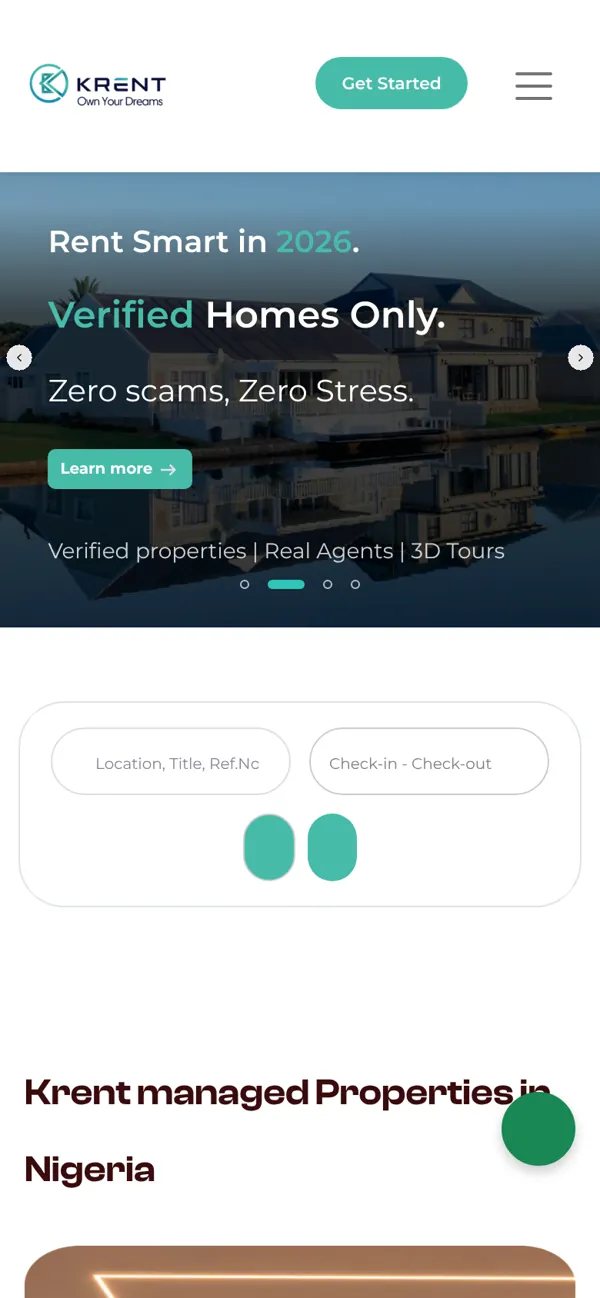 KRENT
Own Your Dreams
Get Started
Rent Smart in 2026.
Verified Homes Only.
Zero scams, Zero Stress.
Learn more →
Verified properties | Real Agents | 3D Tours
Location, Title, Ref.No
Check-in - Check-out
Krent managed Properties in
Nigeria